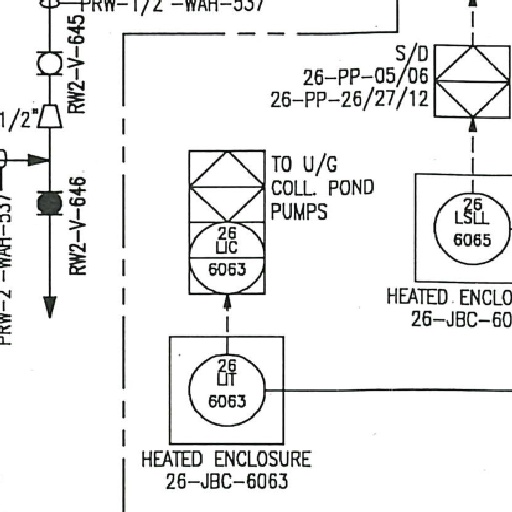 PRW-1/2"-WAH-537
RW2-V-645
1/2"
RW2-V-646
PRW-2"-WAH-537
S/D
26-PP-05/06
26-PP-26/27/12
TO U/G
COLL. POND
PUMPS
26
LIC
6063
26
LSLL
6065
HEATED ENCLO
26-JBC-60
26
LIT
6063
HEATED ENCLOSURE
26-JBC-6063